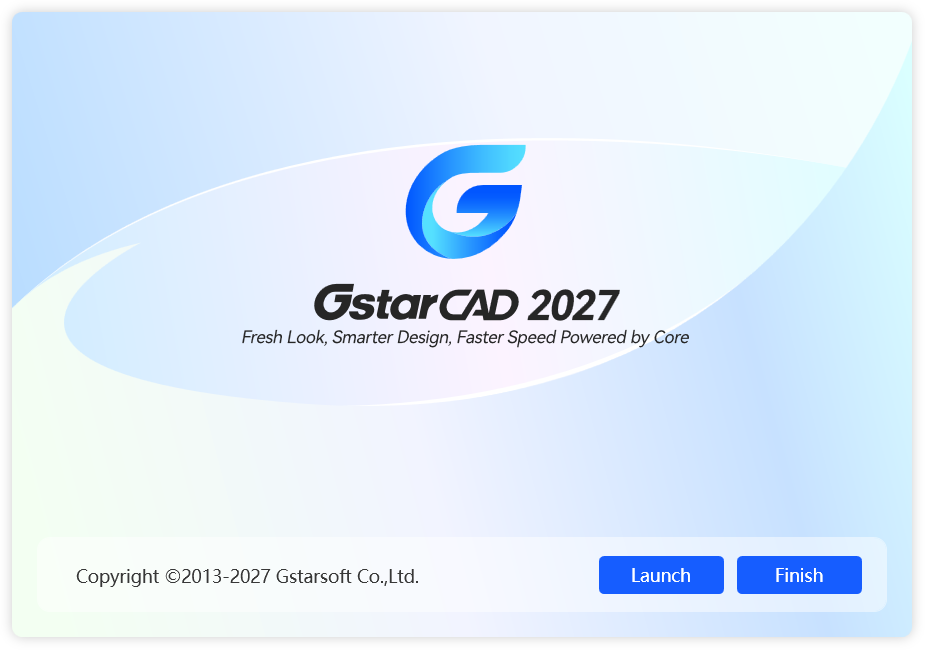 GstarCAD 2027
Fresh Look, Smarter Design, Faster Speed Powered by Core
Copyright ©2013-2027 Gstarsoft Co.,Ltd.
Launch
Finish